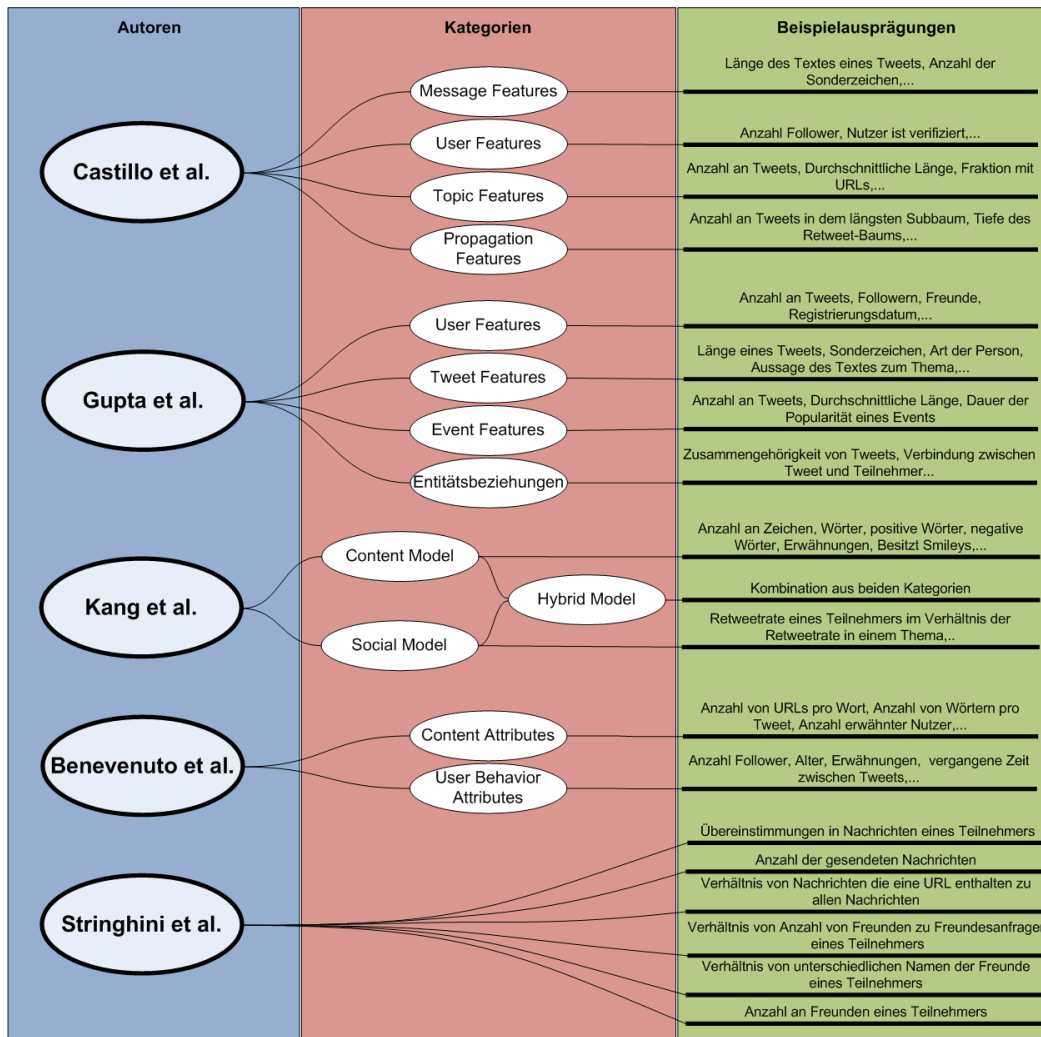 Autoren
Kategorien
Beispielausprägungen
Castillo et al.
Message Features
Länge des Textes eines Tweets, Anzahl der
Sonderzeichen,...
User Features
Anzahl Follower, Nutzer ist verifiziert,...
Topic Features
Anzahl an Tweets, Durchschnittliche Länge, Fraktion mit
URLs,...
Propagation
Features
Anzahl an Tweets in dem längsten Subbaum, Tiefe des
Retweet-Baums,...
Gupta et al.
User Features
Anzahl an Tweets, Followern, Freunde,
Registrierungsdatum,...
Tweet Features
Länge eines Tweets, Sonderzeichen, Art der Person,
Aussage des Textes zum Thema,...
Event Features
Anzahl an Tweets, Durchschnittliche Länge, Dauer der
Popularität eines Events
Entitätsbeziehungen
Zusammengehörigkeit von Tweets, Verbindung zwischen
Tweet und Teilnehmer...
Kang et al.
Content Model
Anzahl an Zeichen, Wörter, positive Wörter, negative
Wörter, Erwähnungen, Besitzt Smileys,...
Hybrid Model
Kombination aus beiden Kategorien
Social Model
Retweetrate eines Teilnehmers im Verhältnis der
Retweetrate in einem Thema,..
Benevenuto et al.
Content Attributes
Anzahl von URLs pro Wort, Anzahl von Wörtern pro
Tweet, Anzahl erwähnter Nutzer,...
User Behavior
Attributes
Anzahl Follower, Alter, Erwähnungen, vergangene Zeit
zwischen Tweets,...
Stringhini et al.
Übereinstimmungen in Nachrichten eines Teilnehmers
Anzahl der gesendeten Nachrichten
Verhältnis von Nachrichten die eine URL enthalten zu
allen Nachrichten
Verhältnis von Anzahl von Freunden zu Freundesanfragen
eines Teilnehmers
Verhältnis von unterschiedlichen Namen der Freunde
eines Teilnehmers
Anzahl an Freunden eines Teilnehmers